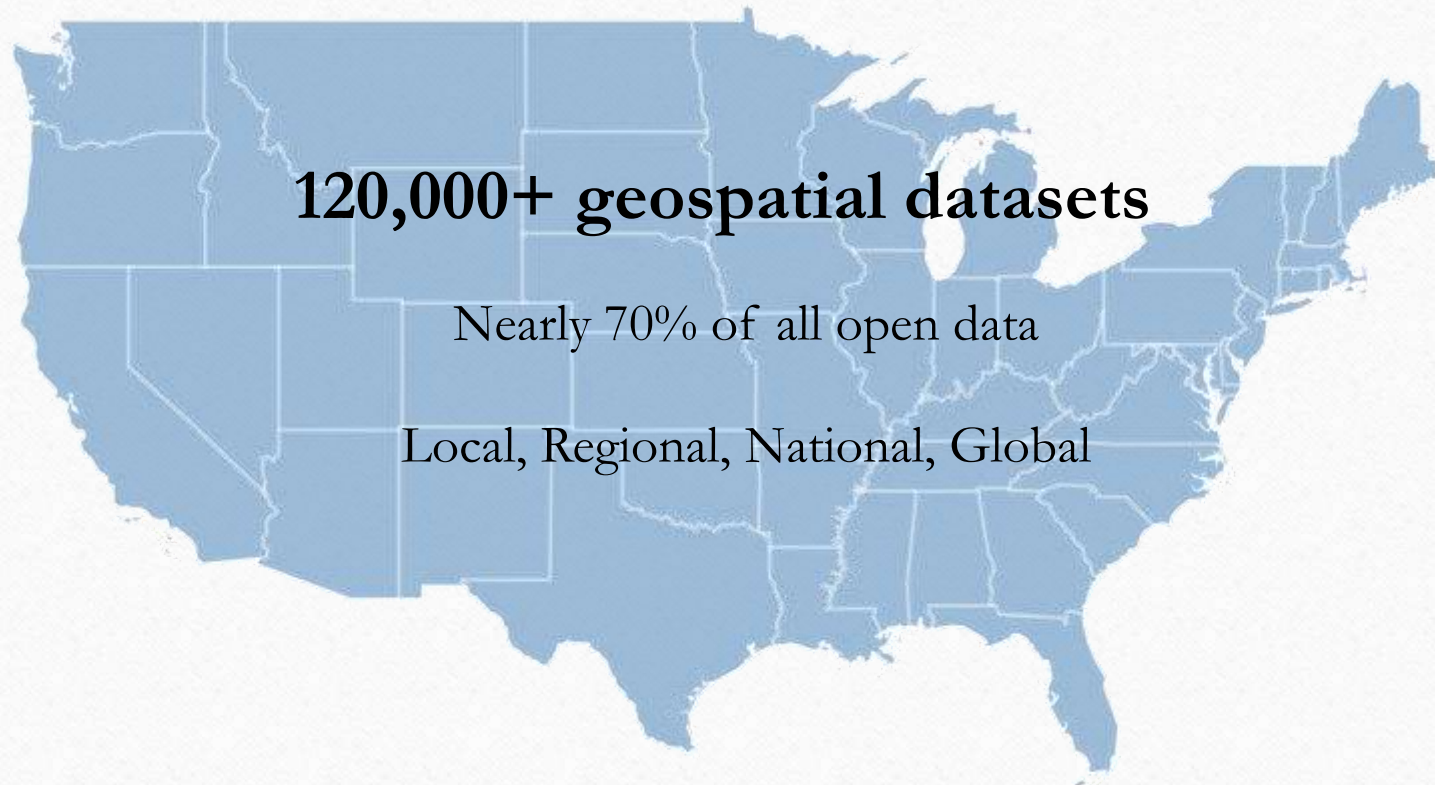 120,000+ geospatial datasets
Nearly 70% of all open data
Local, Regional, National, Global